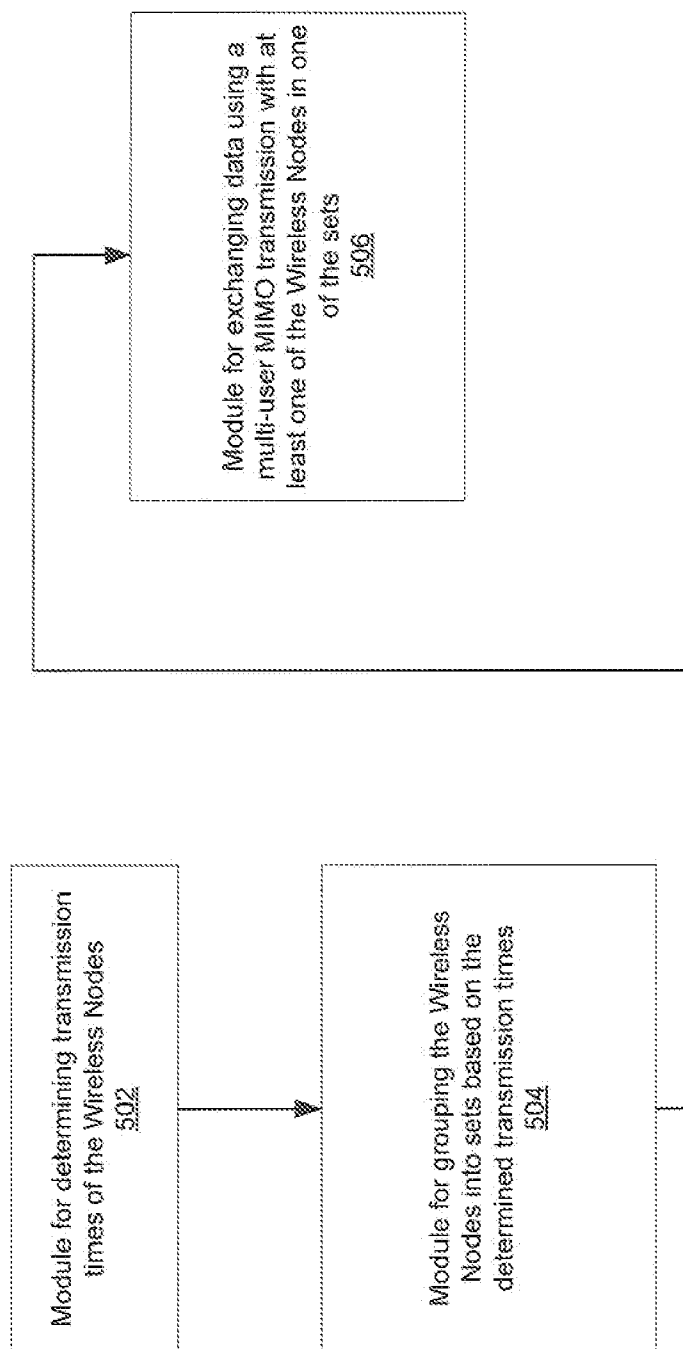 Module for determining transmission
times of the Wireless Nodes
502
Module for grouping the Wireless
Nodes into sets based on the
determined transmission times
504
Module for exchanging data using a
multi-user MIMO transmission with at
least one of the Wireless Nodes in one
of the sets
506